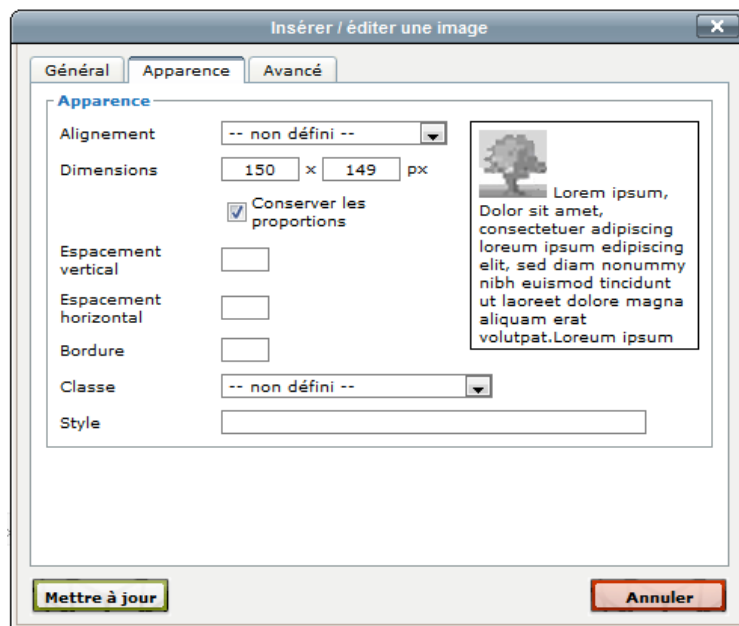 Insérer / éditer une image
Général Apparence Avancé
Apparence
Alignement -- non défini --
Dimensions 150 x 149 px
Conserver les
proportions
Espacement
vertical
Espacement
horizontal
Bordure
Classe -- non défini --
Style
Lorem ipsum,
Dolor sit amet,
consectetuer adipiscing
loreum ipsum edipiscing
elit, sed diam nonummy
nibh euismod tincidunt
ut laoreet dolore magna
aliquam erat
volutpat.Loreum ipsum
Mettre à jour Annuler